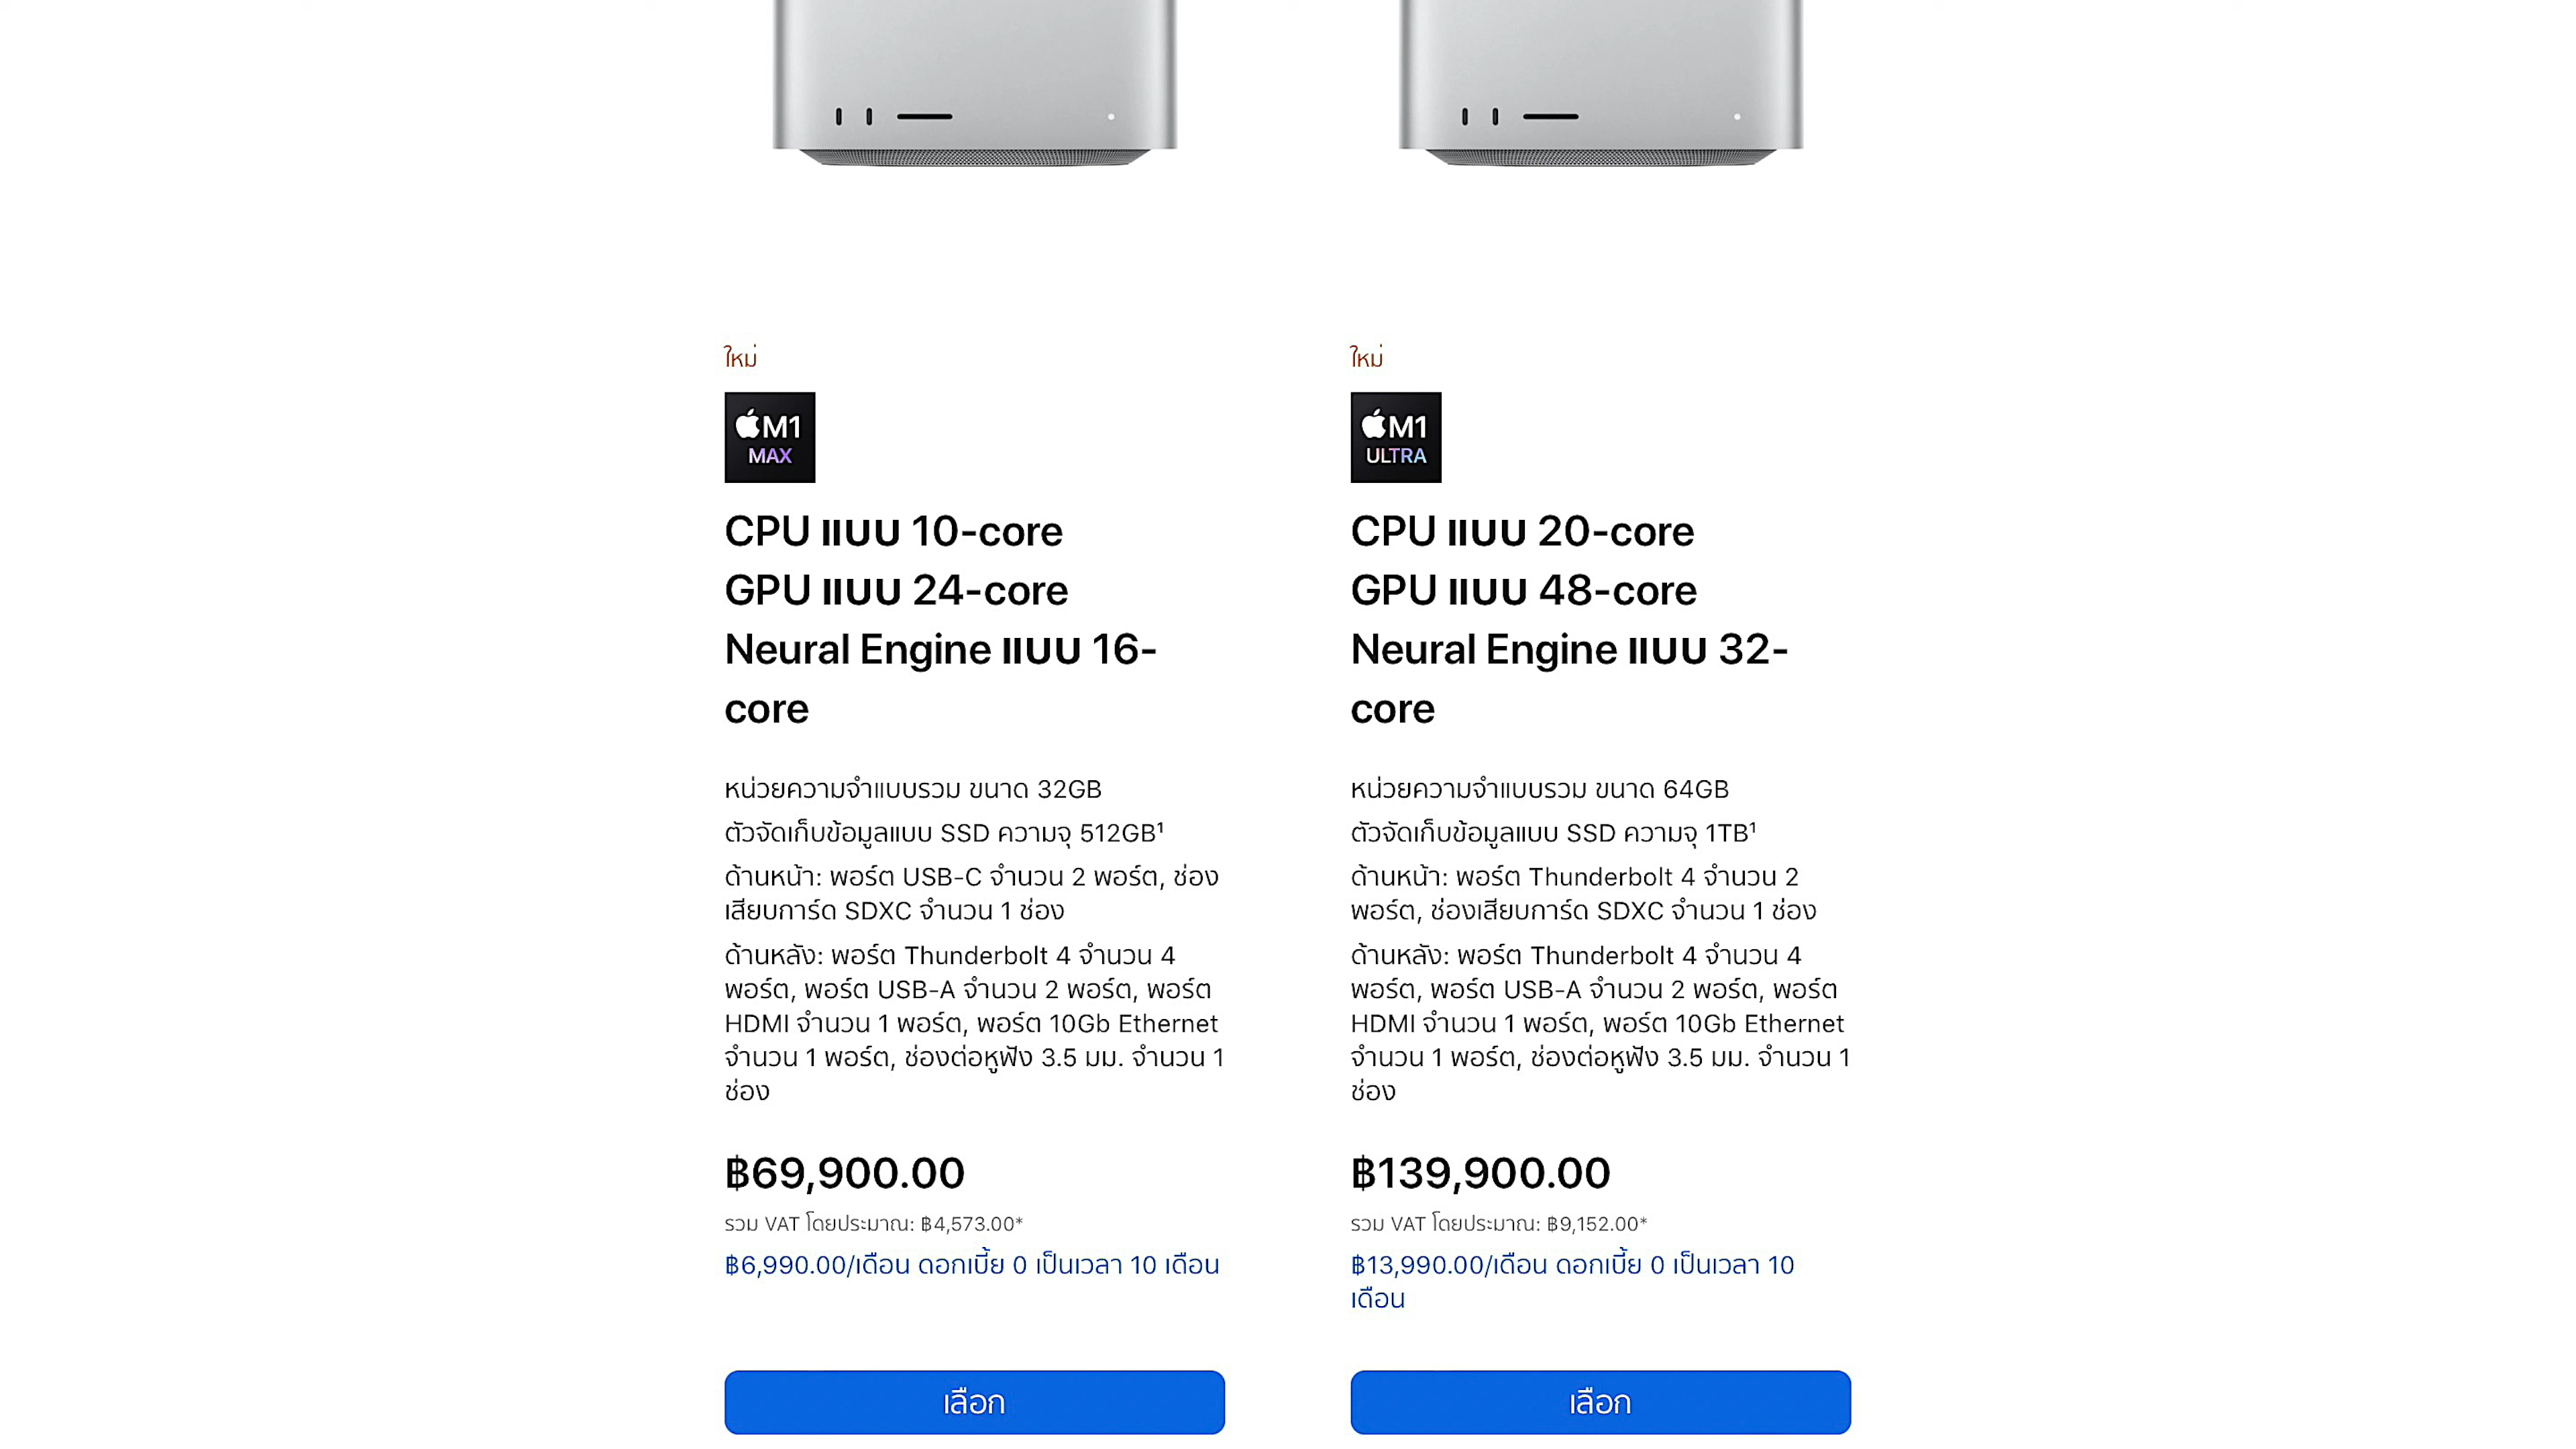 ใหม่
M1
MAX
CPU แบบ 10-core
GPU แบบ 24-core
Neural Engine แบบ 16-
core
หน่วยความจำแบบรวม ขนาด 32GB
ตัวจัดเก็บข้อมูลแบบ SSD ความจุ 512GB¹
ด้านหน้า: พอร์ต USB-C จำนวน 2 พอร์ต, ช่อง
เสียบการ์ด SDXC จำนวน 1 ช่อง
ด้านหลัง: พอร์ต Thunderbolt 4 จำนวน 4
พอร์ต, พอร์ต USB-A จำนวน 2 พอร์ต, พอร์ต
HDMI จำนวน 1 พอร์ต, พอร์ต 10Gb Ethernet
จำนวน 1 พอร์ต, ช่องต่อหูฟัง 3.5 มม. จำนวน 1
ช่อง
฿69,900.00
รวม VAT โดยประมาณ: ฿4,573.00*
฿6,990.00/เดือน ดอกเบี้ย 0 เป็นเวลา 10 เดือน
เลือก
ใหม่
M1
ULTRA
CPU แบบ 20-core
GPU แบบ 48-core
Neural Engine แบบ 32-
core
หน่วยความจำแบบรวม ขนาด 64GB
ตัวจัดเก็บข้อมูลแบบ SSD ความจุ 1TB¹
ด้านหน้า: พอร์ต Thunderbolt 4 จำนวน 2
พอร์ต, ช่องเสียบการ์ด SDXC จำนวน 1 ช่อง
ด้านหลัง: พอร์ต Thunderbolt 4 จำนวน 4
พอร์ต, พอร์ต USB-A จำนวน 2 พอร์ต, พอร์ต
HDMI จำนวน 1 พอร์ต, พอร์ต 10Gb Ethernet
จำนวน 1 พอร์ต, ช่องต่อหูฟัง 3.5 มม. จำนวน 1
ช่อง
฿139,900.00
รวม VAT โดยประมาณ: ฿9,152.00*
฿13,990.00/เดือน ดอกเบี้ย 0 เป็นเวลา 10
เดือน
เลือก